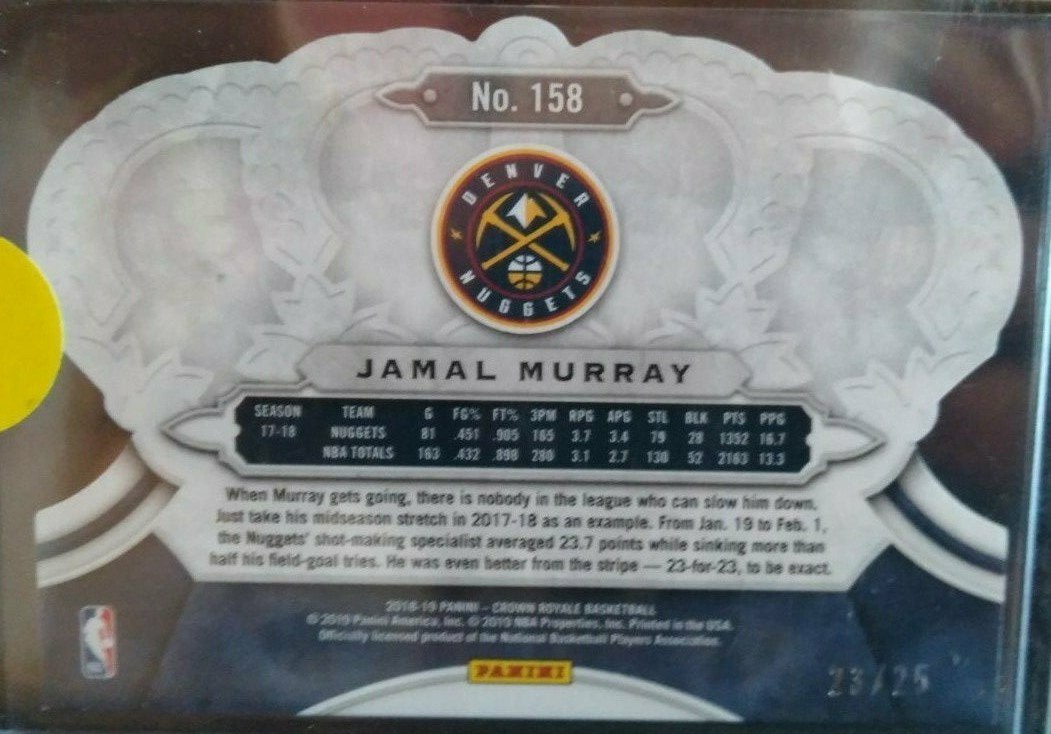 No. 158
DENVER
NUGGETS
JAMAL MURRAY
SEASON TEAM G FG% FT% 3PM RPG APG STL BLK PTS PPG
17-18 NUGGETS 81 .451 .905 165 3.7 3.4 79 28 1352 16.7
NBA TOTALS 163 .432 .898 280 3.1 2.7 130 52 2163 13.3
When Murray gets going, there is nobody in the league who can slow him down.
Just take his midseason stretch in 2017-18 as an example. From Jan. 19 to Feb. 1,
the Nuggets' shot-making specialist averaged 23.7 points while sinking more than
half his field-goal tries. He was even better from the stripe — 23-for-23, to be exact.
2018-19 PANINI – CROWN ROYALE BASKETBALL
© 2019 Panini America, Inc. © 2019 NBA Properties, Inc. Printed in the USA.
Officially licensed product of the National Basketball Players Association.
PANINI
23/25